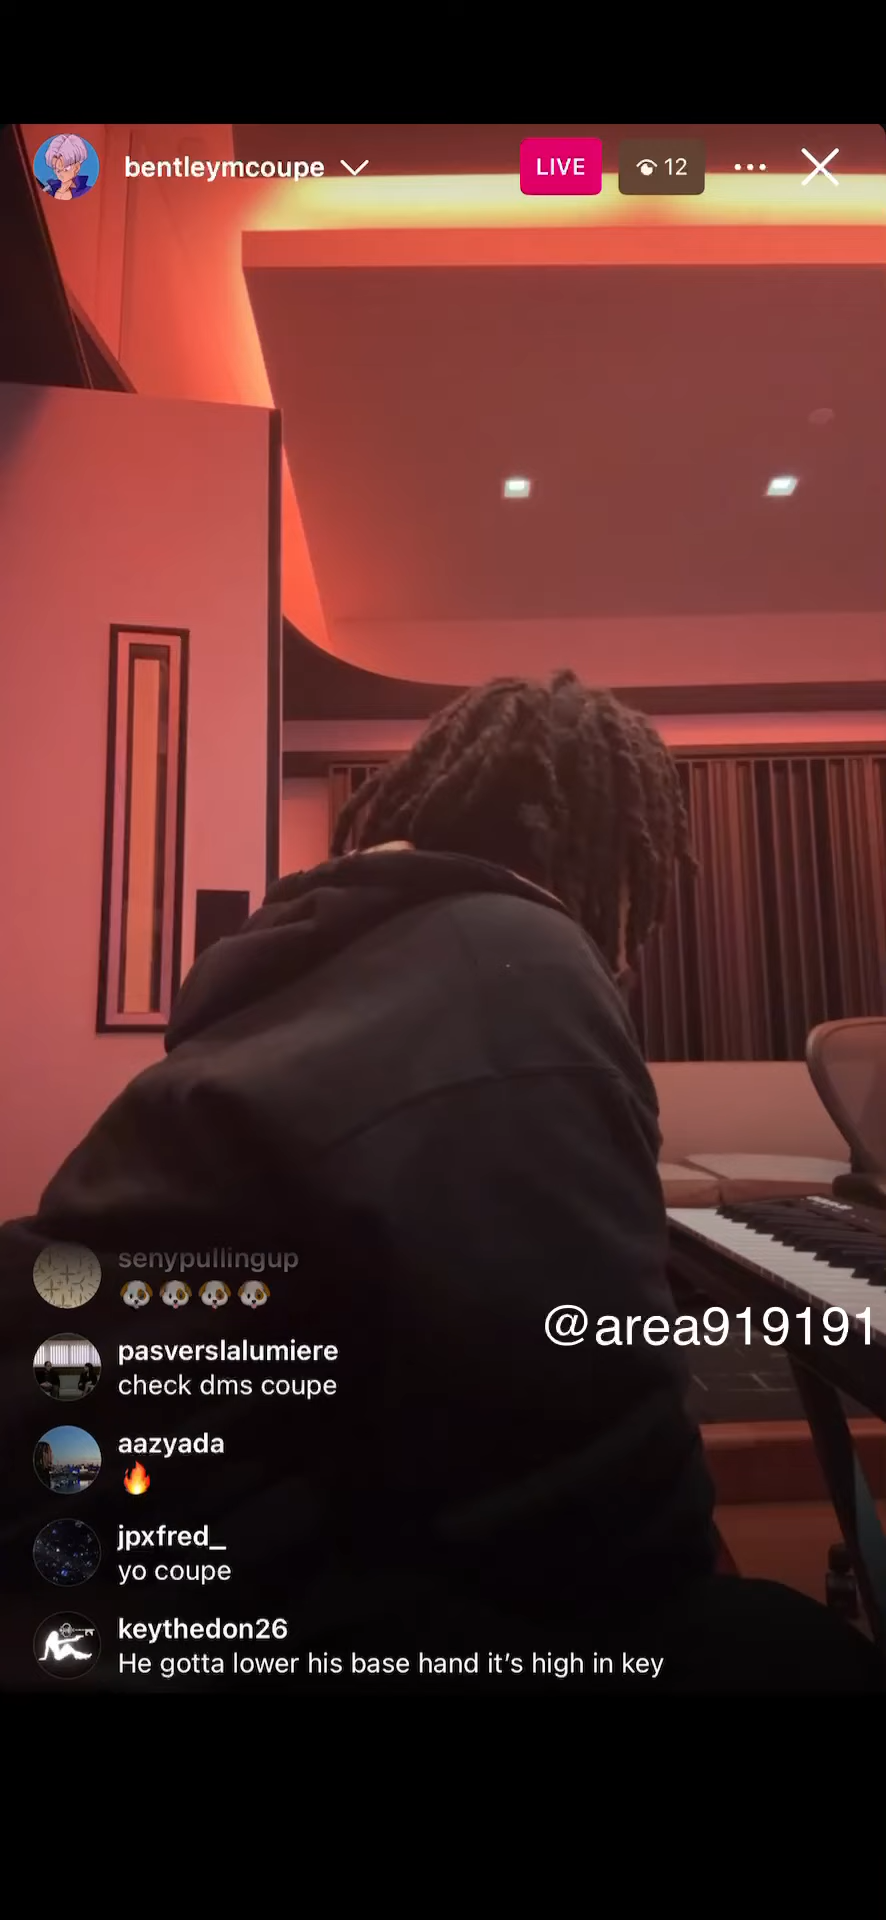 bentleymcoupe
LIVE
12
senypullingup
🐶🐶🐶🐶
@area919191
pasverslalumiere
check dms coupe
aazyada
🔥
jpxfred_
yo coupe
keythedon26
He gotta lower his base hand it’s high in key